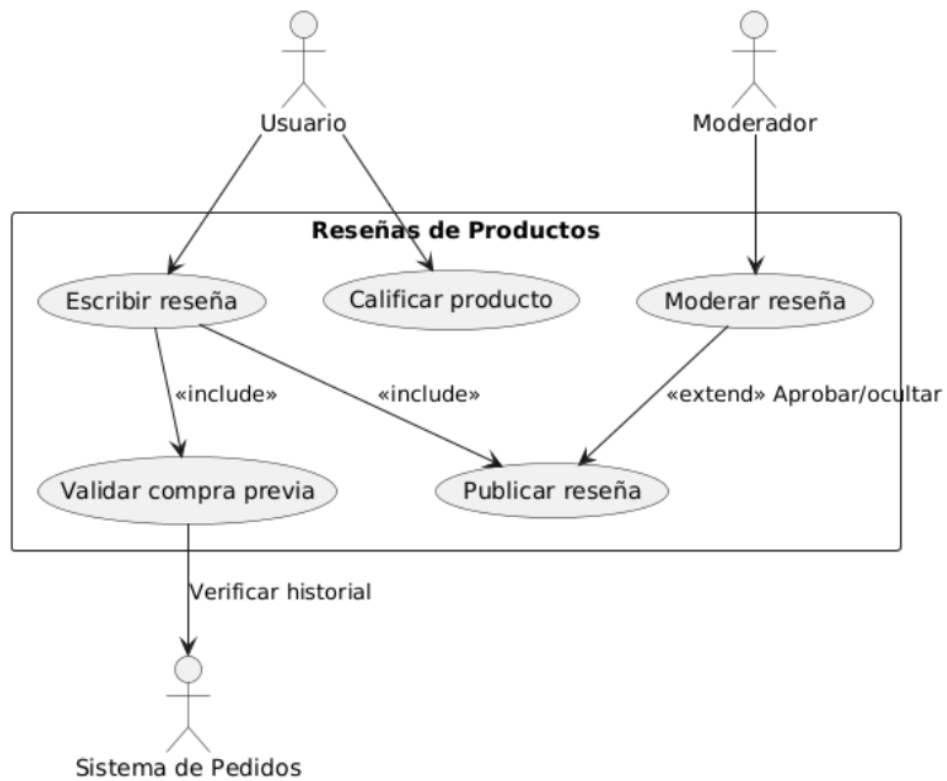 Usuario
Moderador
Reseñas de Productos
Escribir reseña
Calificar producto
Moderar reseña
«include»
«include»
«extend» Aprobar/ocultar
Validar compra previa
Publicar reseña
Verificar historial
Sistema de Pedidos